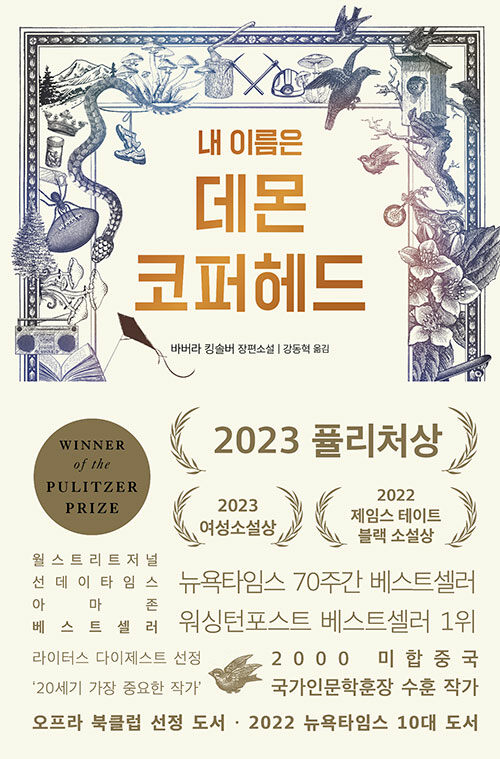 내 이름은
데몬
코퍼헤드
바버라 킹솔버 장편소설 | 강동혁 옮김
WINNER
of the
PULITZER
PRIZE
2023 퓰리처상
2023
여성소설상
2022
제임스 테이트
블랙 소설상
월스트리트저널
선데이타임스
아마존
베스트셀러
뉴욕타임스 70주간 베스트셀러
워싱턴포스트 베스트셀러 1위
라이터스 다이제스트 선정
‘20세기 가장 중요한 작가’
2000 미합중국
국가인문학훈장 수훈 작가
오프라 북클럽 선정 도서 · 2022 뉴욕타임스 10대 도서